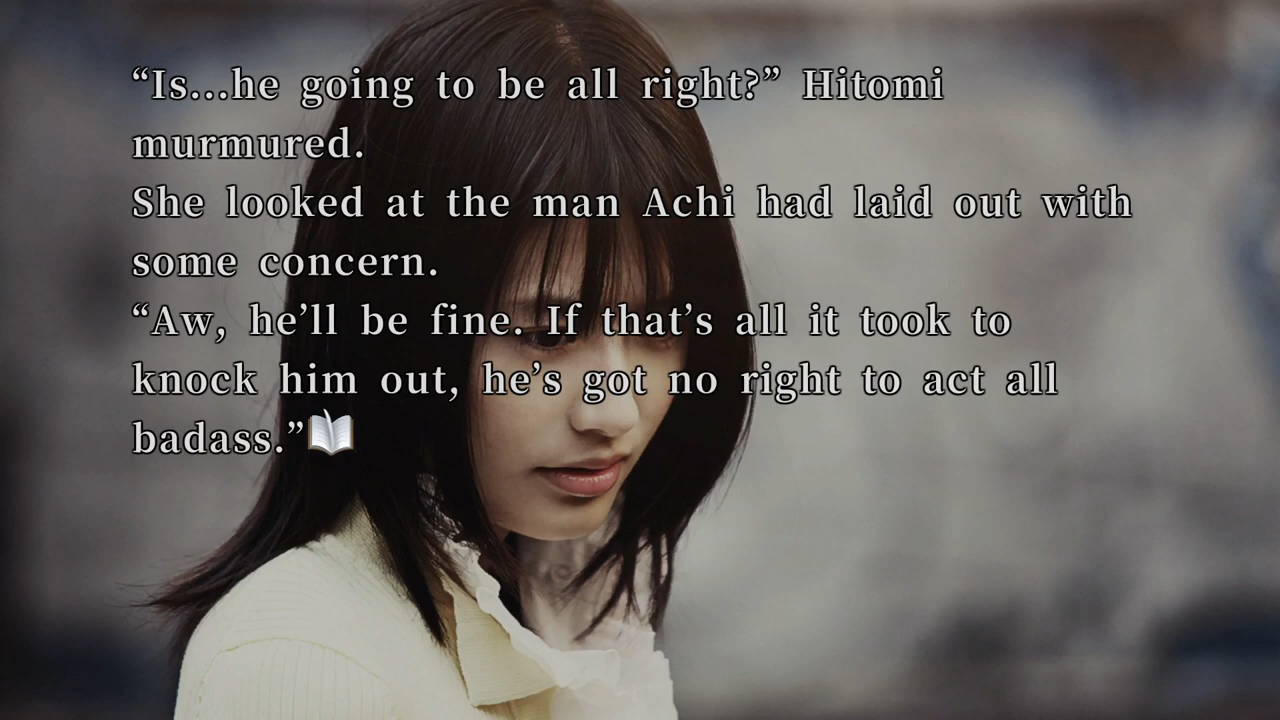 “Is...he going to be all right?” Hitomi
murmured.
She looked at the man Achi had laid out with
some concern.
“Aw, he’ll be fine. If that’s all it took to
knock him out, he’s got no right to act all
badass.”